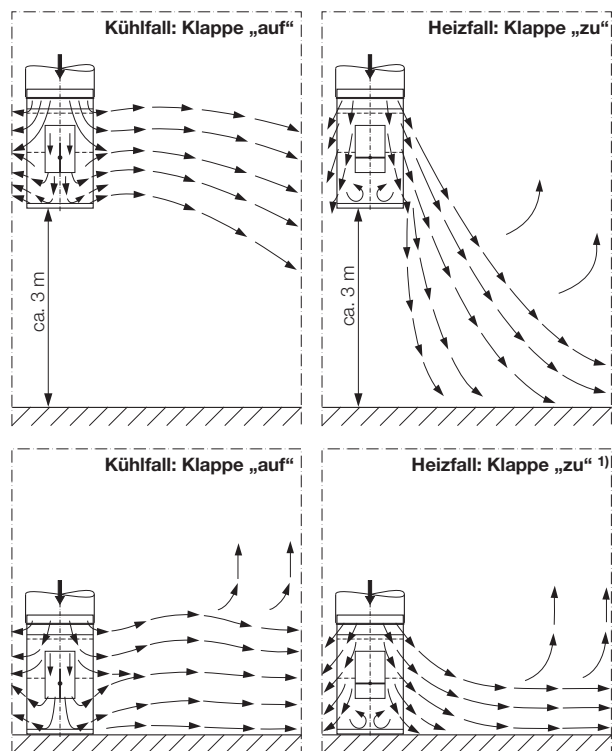 Kühlfall: Klappe „auf“
Heizfall: Klappe „zu“
ca. 3 m
ca. 3 m
Kühlfall: Klappe „auf“
Heizfall: Klappe „zu“ 1)